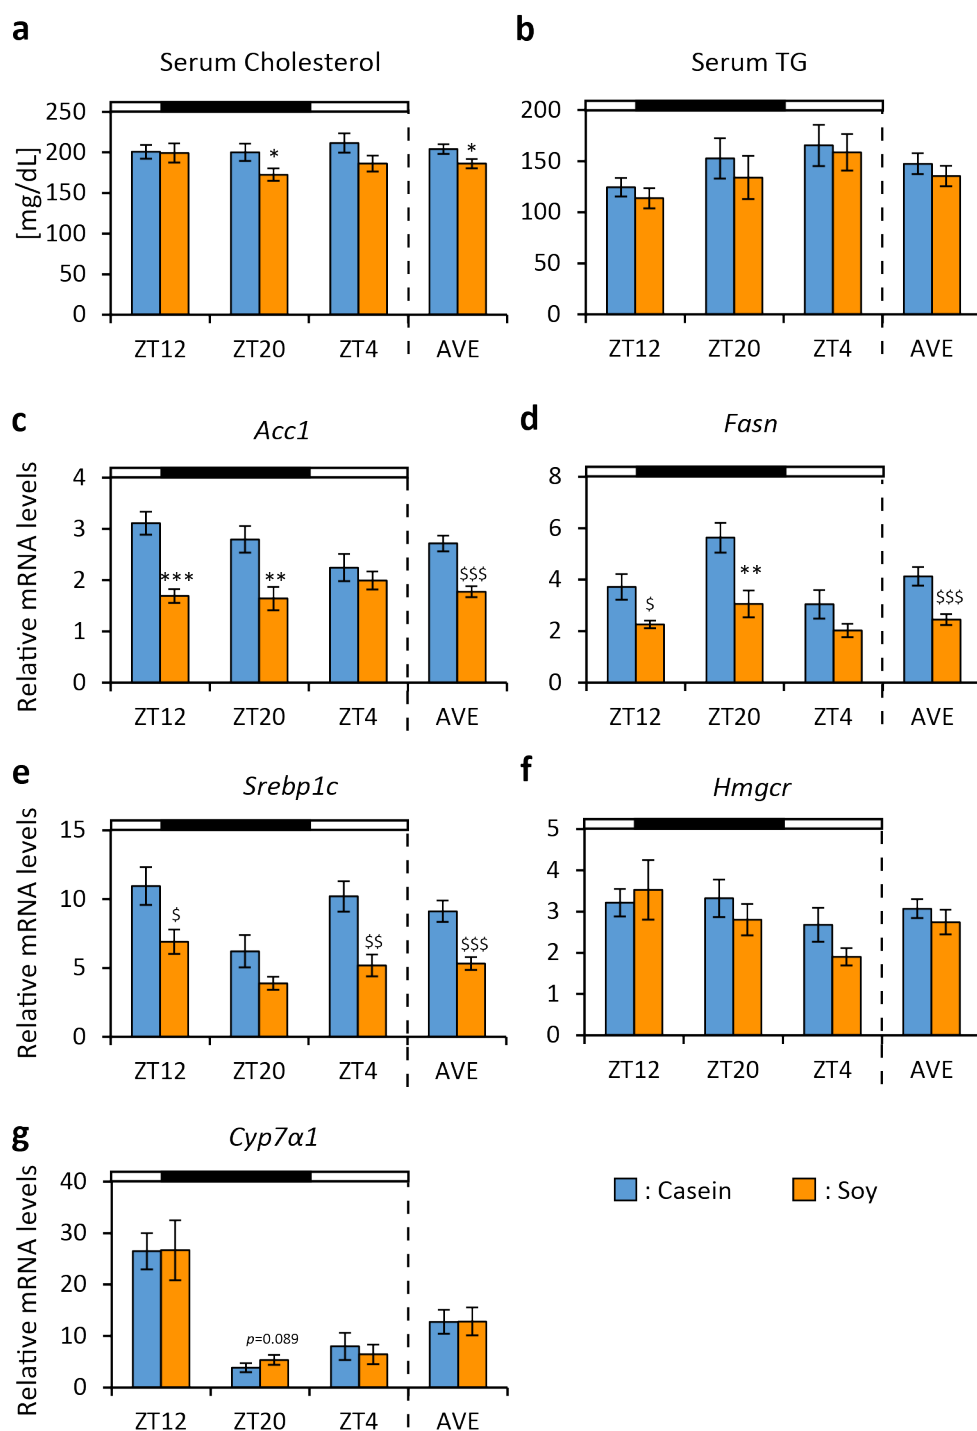 a
Serum Cholesterol
[mg/dL]
250
200
150
100
50
0
*
*
ZT12 ZT20 ZT4 AVE
b
Serum TG
200
150
100
50
0
ZT12 ZT20 ZT4 AVE
c
Acc1
Relative mRNA levels
4
3
2
1
0
*** ** $$$
ZT12 ZT20 ZT4 AVE
d
Fasn
8
6
4
2
0
$ ** $$$
ZT12 ZT20 ZT4 AVE
e
Srebp1c
Relative mRNA levels
15
10
5
0
$ $$ $$$
ZT12 ZT20 ZT4 AVE
f
Hmgcr
5
4
3
2
1
0
ZT12 ZT20 ZT4 AVE
g
Cyp7α1
Relative mRNA levels
40
30
20
10
0
p=0.089
ZT12 ZT20 ZT4 AVE
: Casein : Soy